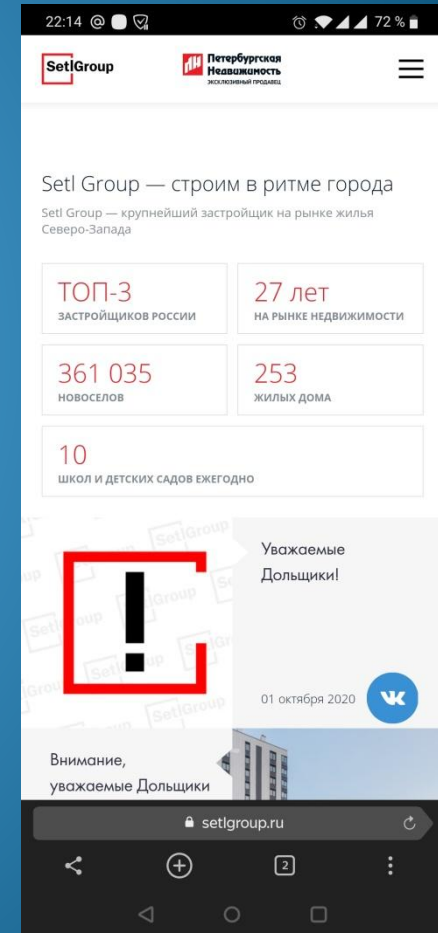 22:14
72 %
SetlGroup
Петербургская
Недвижимость
ЭКСКЛЮЗИВНЫЙ ПРОДАВЕЦ
Setl Group — строим в ритме города
Setl Group — крупнейший застройщик на рынке жилья
Северо-Запада
ТОП-3
ЗАСТРОЙЩИКОВ РОССИИ
27 лет
НА РЫНКЕ НЕДВИЖИМОСТИ
361 035
НОВОСЕЛОВ
253
ЖИЛЫХ ДОМА
10
ШКОЛ И ДЕТСКИХ САДОВ ЕЖЕГОДНО
SetlGroup
!
Уважаемые
Дольщики!
01 октября 2020
Внимание,
уважаемые Дольщики
setlgroup.ru
2